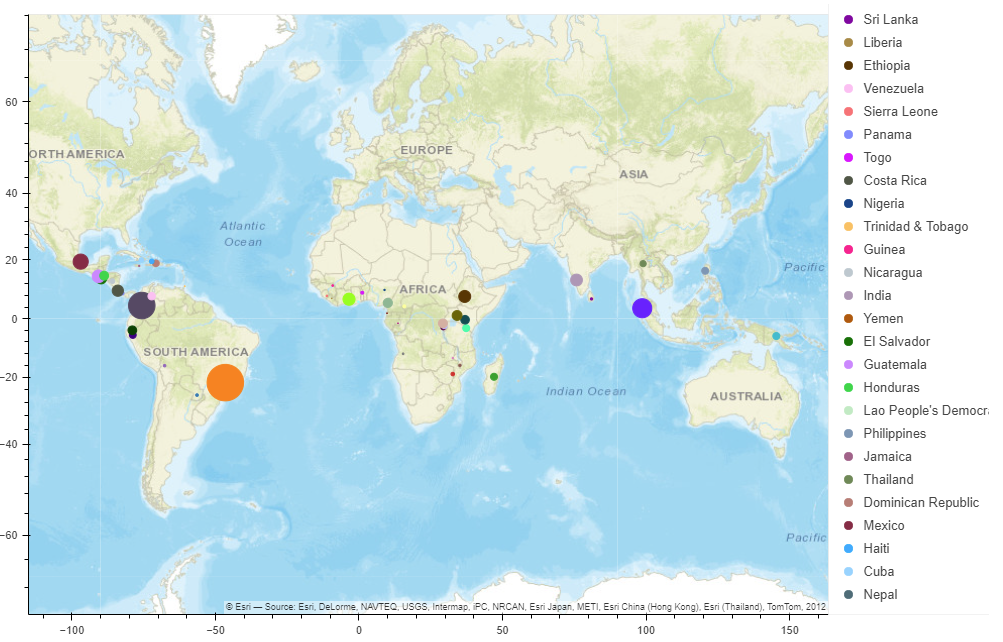 ORTH AMERICA
EUROPE
ASIA
Atlantic
Ocean
Pacific
AFRICA
SOUTH AMERICA
Indian Ocean
AUSTRALIA
Pacific
© Esri — Source: Esri, DeLorme, NAVTEQ, USGS, Intermap, iPC, NRCAN, Esri Japan, METI, Esri China (Hong Kong), Esri (Thailand), TomTom, 2012
60
40
20
0
−20
−40
−60
−100
−50
0
50
100
150
Sri Lanka
Liberia
Ethiopia
Venezuela
Sierra Leone
Panama
Togo
Costa Rica
Nigeria
Trinidad & Tobago
Guinea
Nicaragua
India
Yemen
El Salvador
Guatemala
Honduras
Lao People's Democra
Philippines
Jamaica
Thailand
Dominican Republic
Mexico
Haiti
Cuba
Nepal